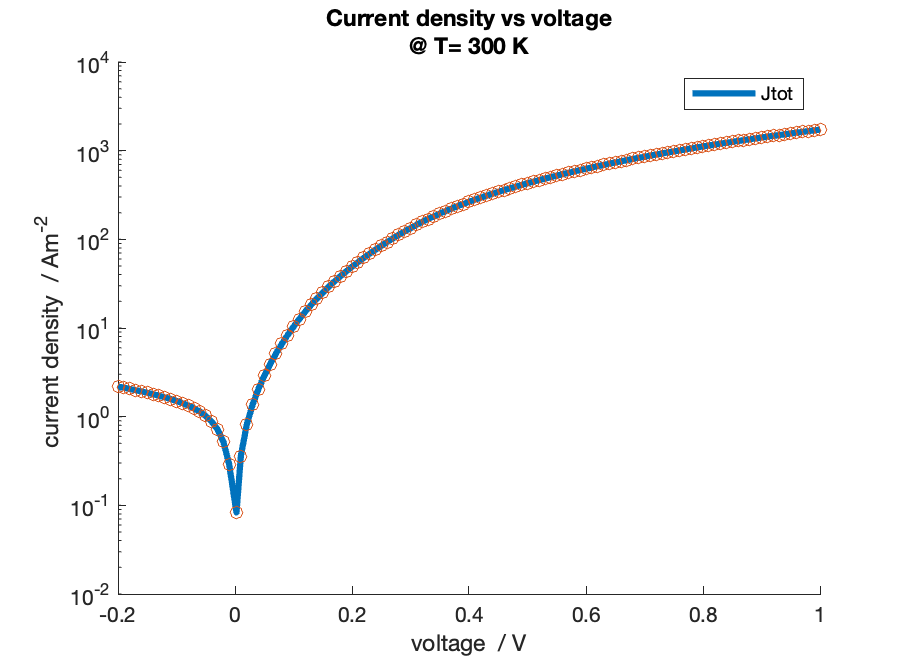 Current density vs voltage
@ T= 300 K
Jtot
10^4
10^3
10^2
10^1
10^0
10^-1
10^-2
current density / Am^-2
-0.2 0 0.2 0.4 0.6 0.8 1
voltage / V